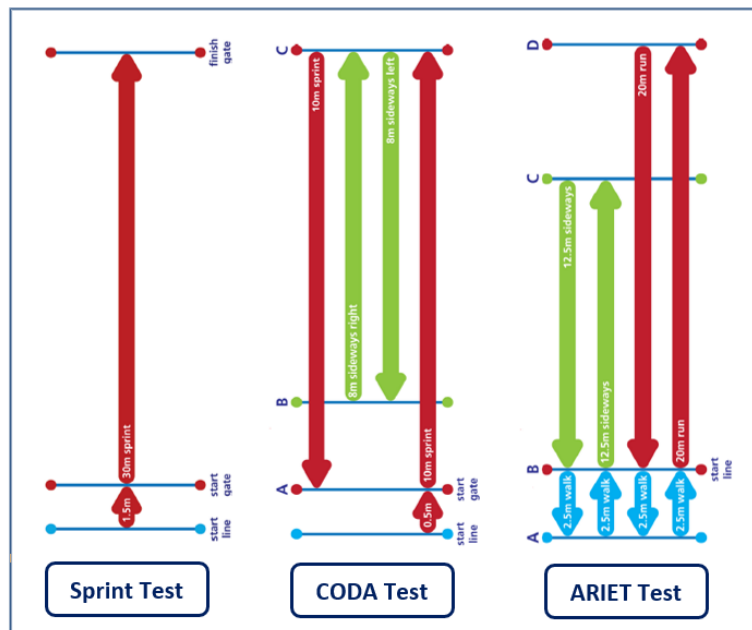 finish
gate
30m sprint
start
gate
1.5m
start
line
Sprint Test
C
10m sprint
8m sideways left
8m sideways right
B
A
10m sprint
start
gate
0.5m
start
line
CODA Test
D
20m run
C
12.5m sideways
12.5m sideways
20m run
B
start
line
2.5m walk
2.5m walk
2.5m walk
2.5m walk
A
ARIET Test